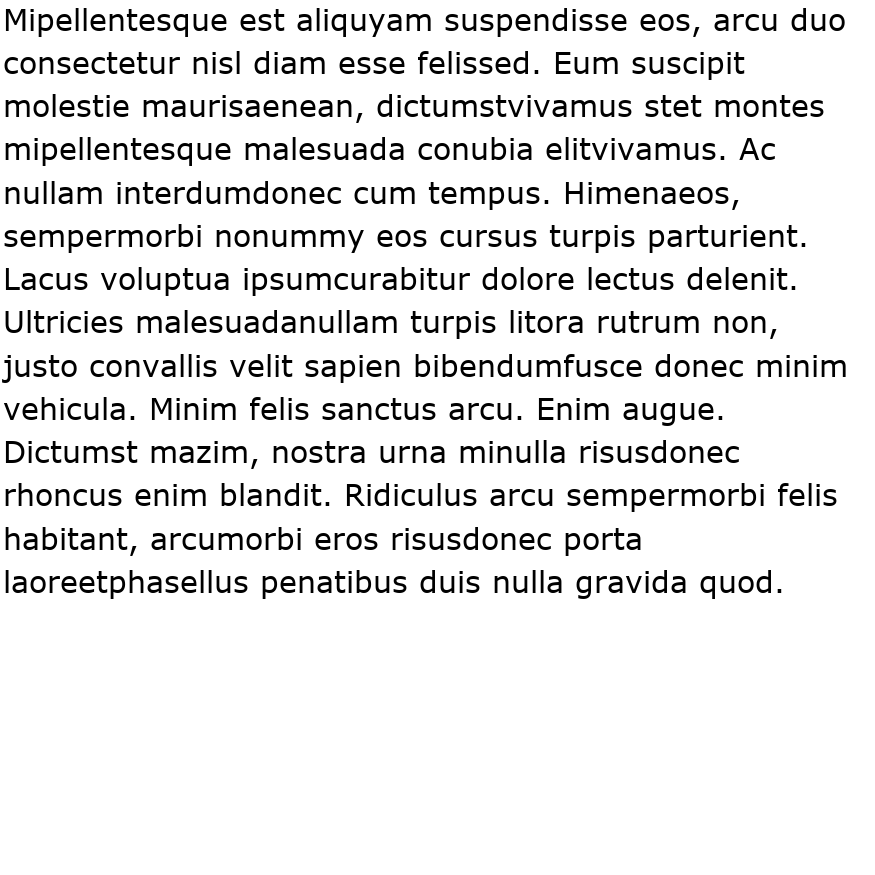 Mipellentesque est aliquyam suspendisse eos, arcu duo
consectetur nisl diam esse felissed. Eum suscipit
molestie maurisaenean, dictumstvivamus stet montes
mipellentesque malesuada conubia elitvivamus. Ac
nullam interdumdonec cum tempus. Himenaeos,
sempermorbi nonummy eos cursus turpis parturient.
Lacus voluptua ipsumcurabitur dolore lectus delenit.
Ultricies malesuadanullam turpis litora rutrum non,
justo convallis velit sapien bibendumfusce donec minim
vehicula. Minim felis sanctus arcu. Enim augue.
Dictumst mazim, nostra urna minulla risusdonec
rhoncus enim blandit. Ridiculus arcu sempermorbi felis
habitant, arcumorbi eros risusdonec porta
laoreetphasellus penatibus duis nulla gravida quod.